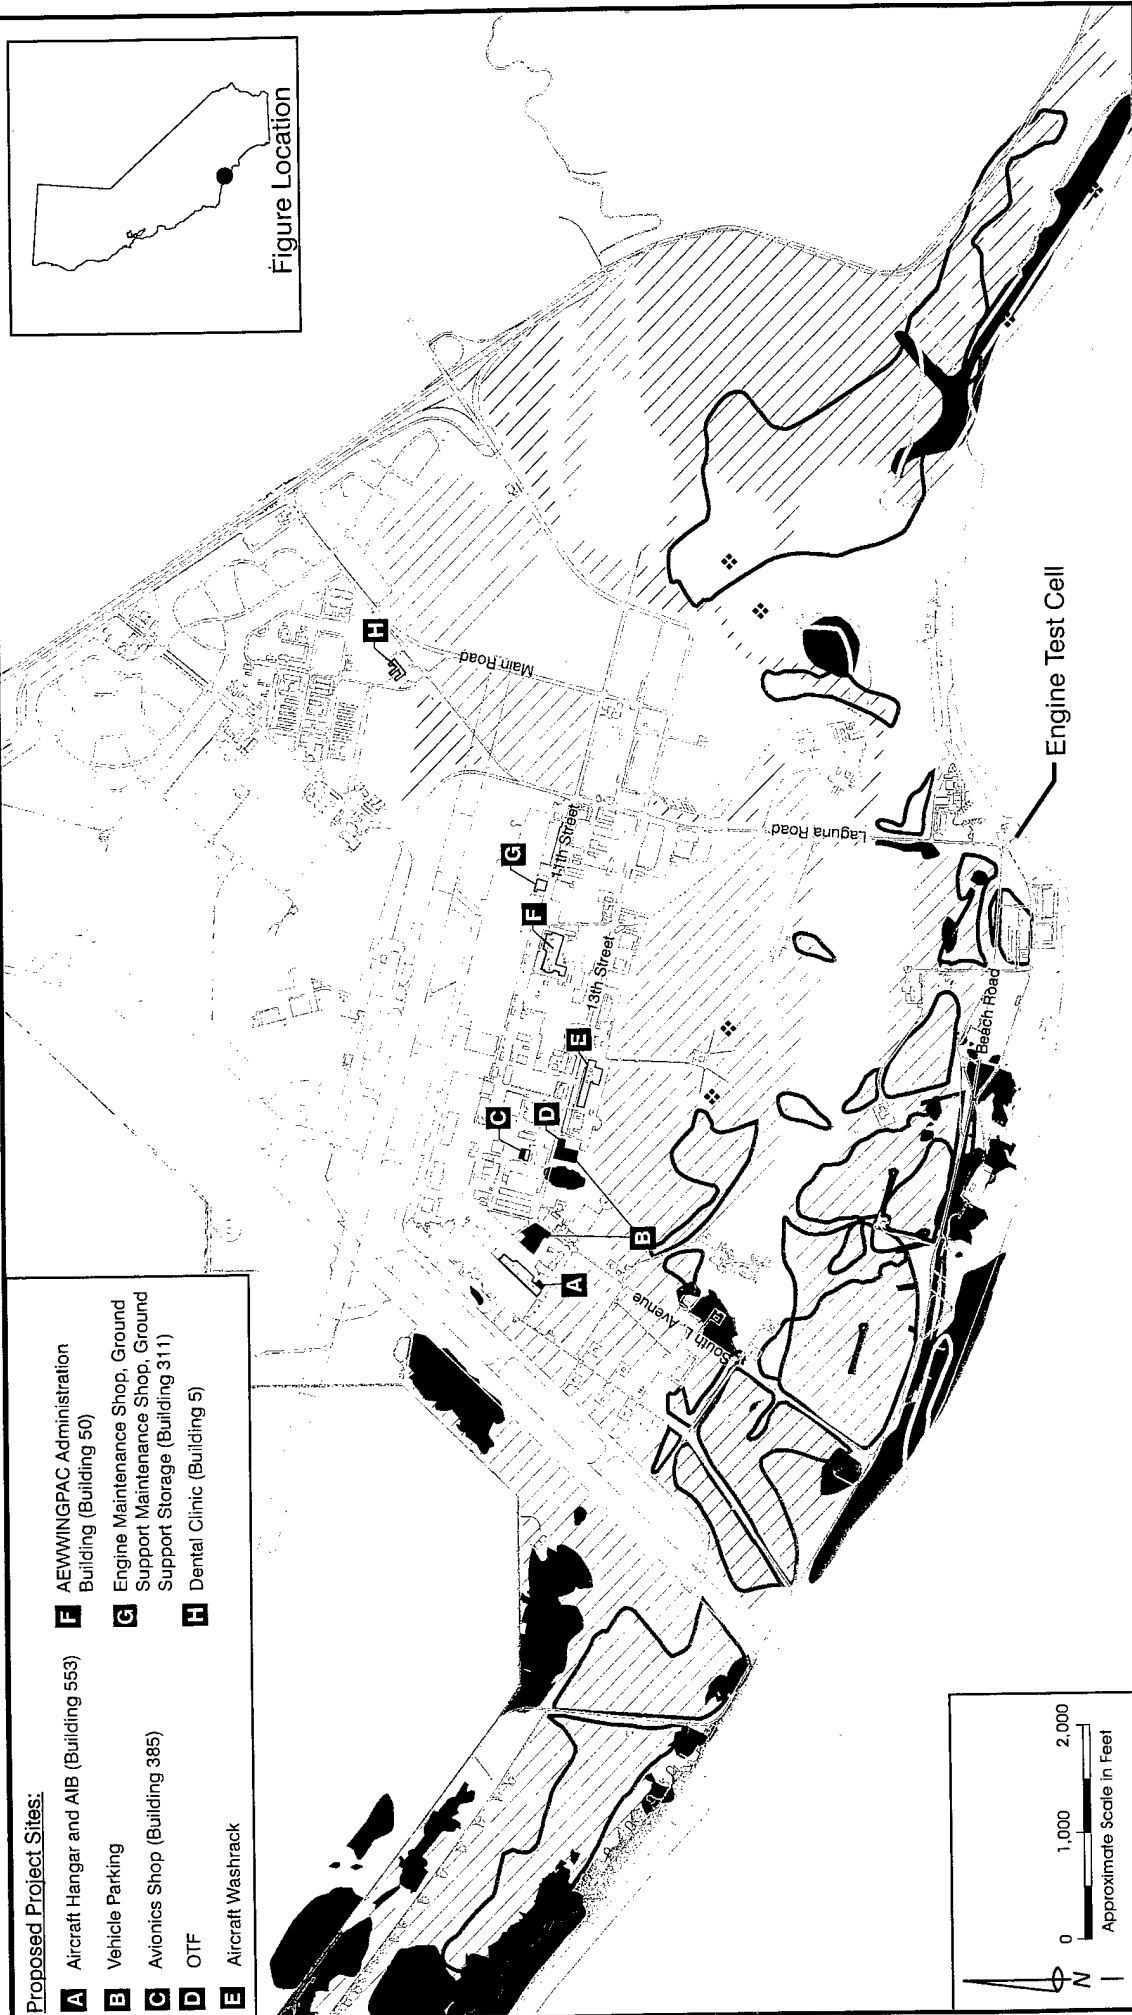 Proposed Project Sites:
A Aircraft Hangar and AIB (Building 553)
B Vehicle Parking
C Avionics Shop (Building 385)
D OTF
E Aircraft Washrack
F AEWWINGPAC Administration
Building (Building 50)
G Engine Maintenance Shop, Ground
Support Maintenance Shop, Ground
Support Storage (Building 311)
H Dental Clinic (Building 5)
Figure Location
H
Main Road
G
11th Street
F
13th Street
E
C
D
B
A
South L Avenue
Laguna Road
Beach Road
Engine Test Cell
0 1,000 2,000
Approximate Scale in Feet
N